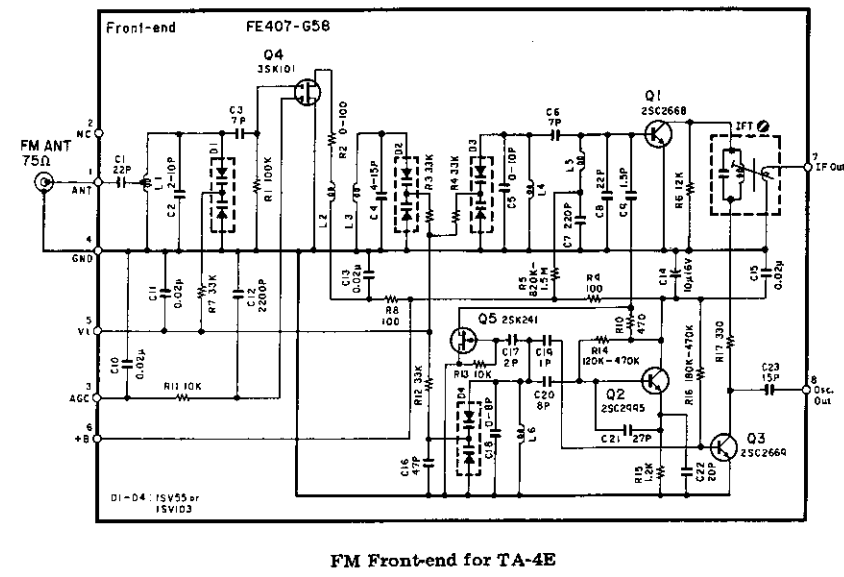 Front-end FE407-G58
Q4
3SK101
2
NC
FM ANT
75Ω
1
ANT
C1
22P
L1
C2 2-10P
D1
C3
7P
R1 100K
R2 0-100
L2
L3
C4 4-15P
D2
R3 33K
R4 33K
D3
C5 0-10P
L4
C6
7P
L5
C7 220P
C8 22P
C9 1.5P
Q1
2SC2668
R6 12K
IFT
7
IF Out
4
GND
C11
0.02μ
R7 33K
C12
2200P
C13
0.02μ
R5
820K-
1.5M
R9
100
C14
10μ16V
C15
0.02μ
5
Vt
C10
0.02μ
R8
100
Q5 2SK241
R10
470
R13 10K
C17
2P
C19
1P
R14
120K-470K
R16 180K-470K
R17 330
3
AGC
R11 10K
R12 33K
D4
C18 0-8P
L6
C20
8P
Q2
2SC2995
C23
15P
8
Osc.
Out
6
+B
C16
47P
C21 27P
R15
1.2K
C22
20P
Q3
2SC2669
D1-D4 : 1SV55 or
1SV103
FM Front-end for TA-4E